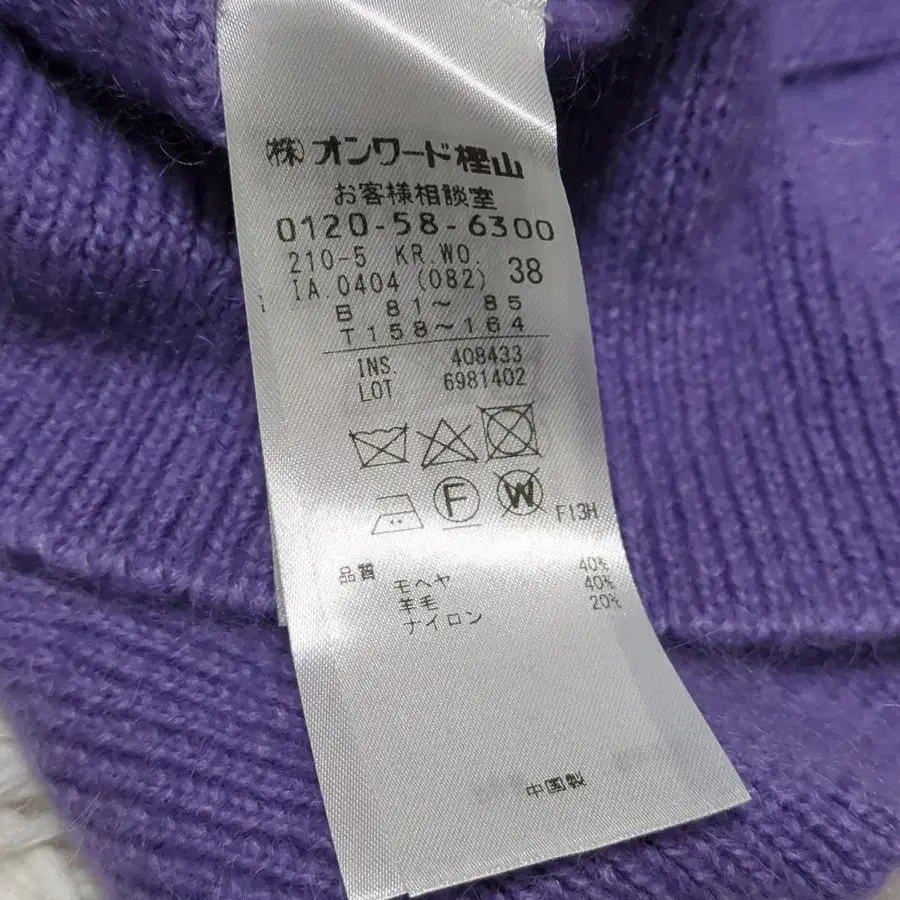 (株)オンワード樫山
お客様相談室
0120-58-6300
210-5 KR.WO.
IA.0404 (082) 38
B 81～ 85
T158～164
INS. 408433
LOT 6981402
F W F13H
品質
モヘヤ 40%
羊毛 40%
ナイロン 20%
中国製